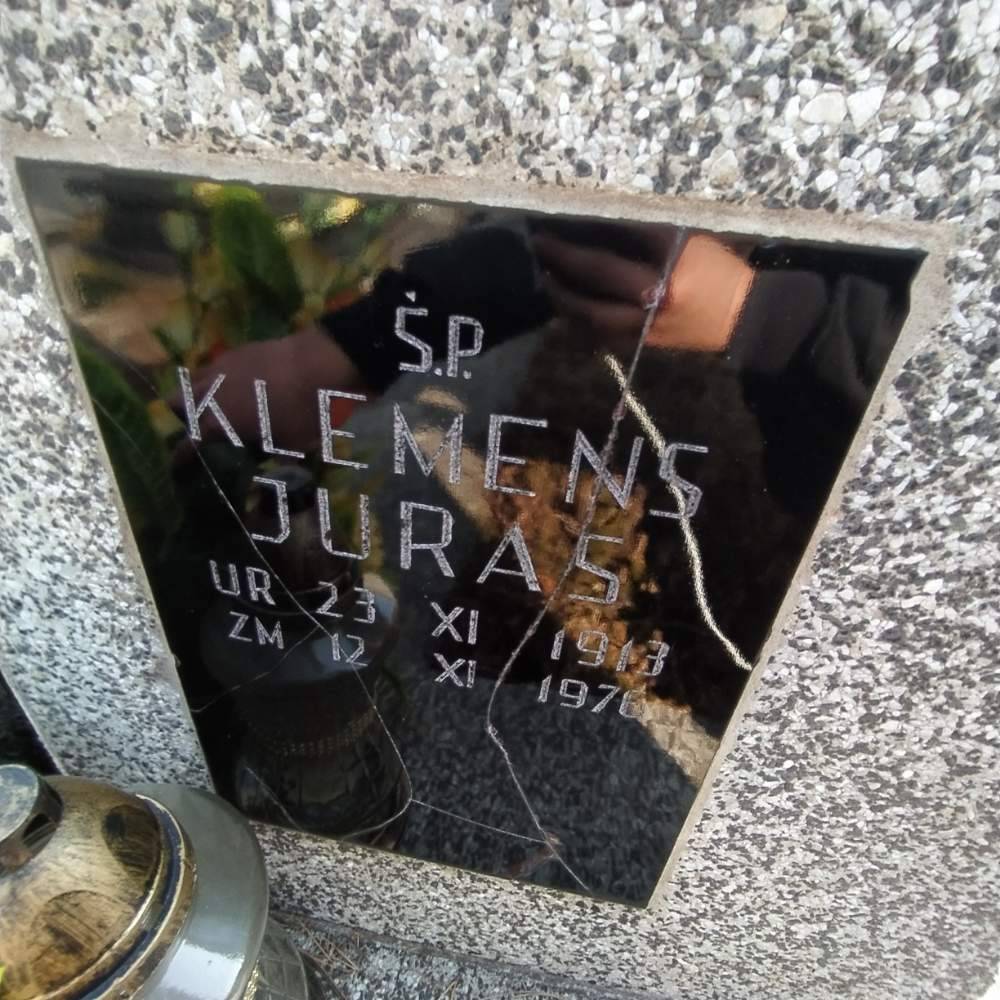 Ś.P.
KLEMENS
JURAS
UR 23 XI 1913
ZM 12 XI 1976